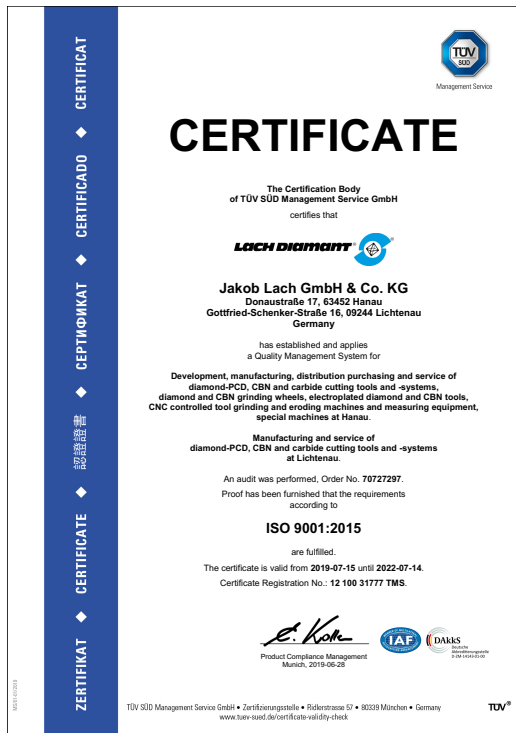 TÜV
SÜD
Management Service
CERTIFICATE
The Certification Body
of TÜV SÜD Management Service GmbH
certifies that
LACH DIAMANT®
Jakob Lach GmbH & Co. KG
Donaustraße 17, 63452 Hanau
Gottfried-Schenker-Straße 16, 09244 Lichtenau
Germany
has established and applies
a Quality Management System for
Development, manufacturing, distribution purchasing and service of
diamond-PCD, CBN and carbide cutting tools and -systems,
diamond and CBN grinding wheels, electroplated diamond and CBN tools,
CNC controlled tool grinding and eroding machines and measuring equipment,
special machines at Hanau.
Manufacturing and service of
diamond-PCD, CBN and carbide cutting tools and -systems
at Lichtenau.
An audit was performed, Order No. 70727297.
Proof has been furnished that the requirements
according to
ISO 9001:2015
are fulfilled.
The certificate is valid from 2019-07-15 until 2022-07-14.
Certificate Registration No.: 12 100 31777 TMS.
Product Compliance Management
Munich, 2019-06-28
IAF
DAkkS
Deutsche
Akkreditierungsstelle
D-ZM-14143-01-00
TÜV SÜD Management Service GmbH • Zertifizierungsstelle • Ridlerstrasse 57 • 80339 München • Germany
www.tuev-sued.de/certificate-validity-check
TÜV®
ZERTIFIKAT ◆ CERTIFICATE ◆ 認證證書 ◆ СЕРТИФИКАТ ◆ CERTIFICADO ◆ CERTIFICAT